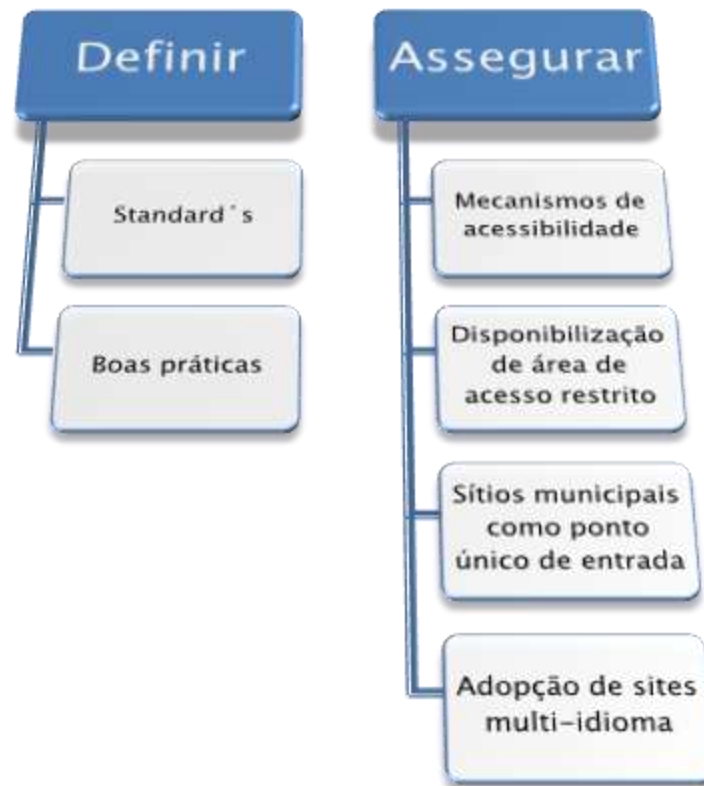 Definir
Standard´s
Boas práticas
Assegurar
Mecanismos de
acessibilidade
Disponibilização
de área de
acesso restrito
Sítios municipais
como ponto
único de entrada
Adopção de sites
multi-idioma